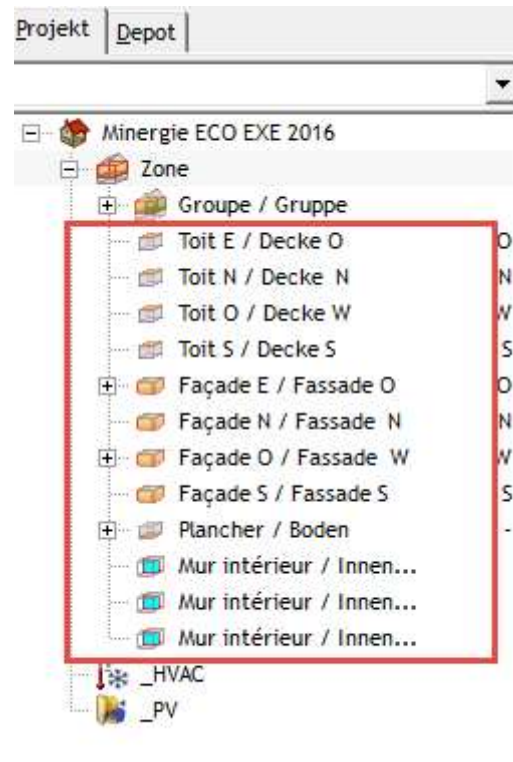 Projekt Depot
Minergie ECO EXE 2016
Zone
Groupe / Gruppe
Toit E / Decke O O
Toit N / Decke N N
Toit O / Decke W W
Toit S / Decke S S
Façade E / Fassade O O
Façade N / Fassade N N
Façade O / Fassade W W
Façade S / Fassade S S
Plancher / Boden -
Mur intérieur / Innen...
Mur intérieur / Innen...
Mur intérieur / Innen...
_HVAC
_PV